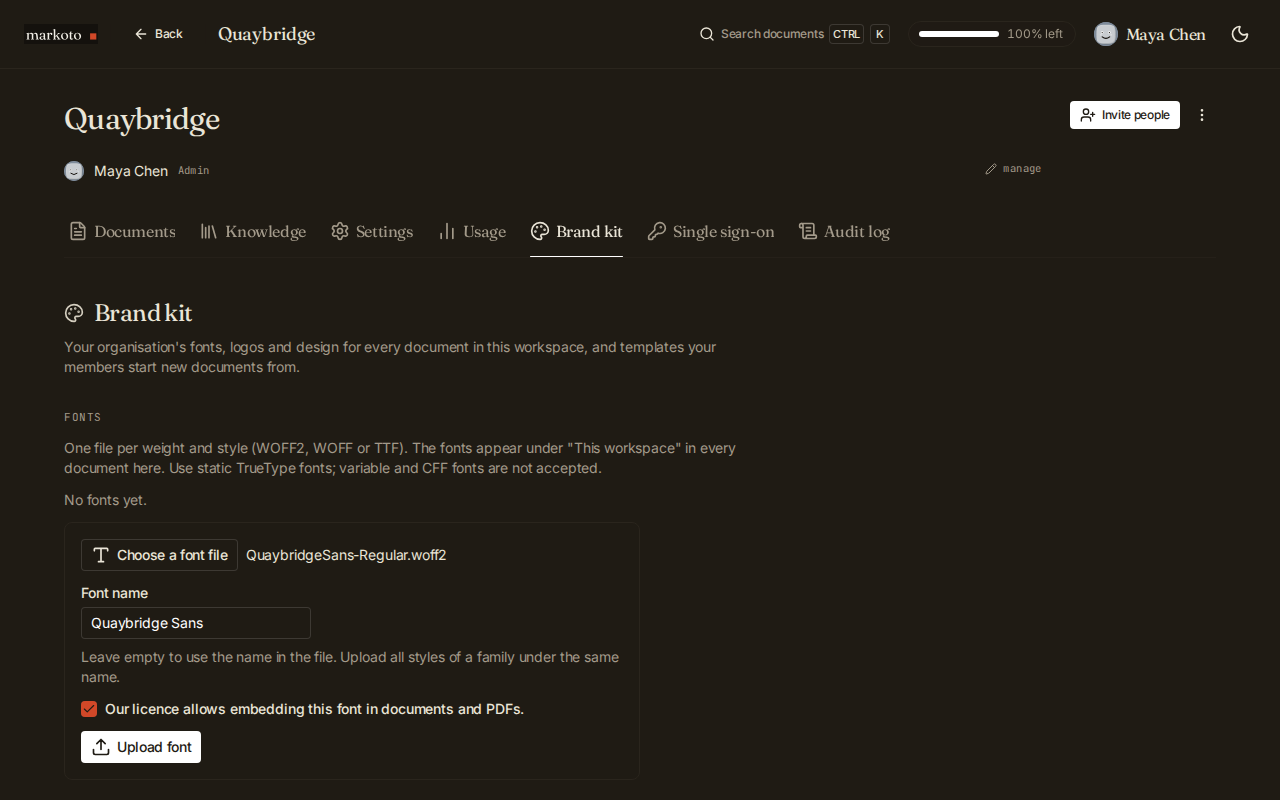 markoto
Back
Quaybridge
Search documents CTRL K
100% left
Maya Chen
Quaybridge
Invite people
Maya Chen Admin
manage
Documents
Knowledge
Settings
Usage
Brand kit
Single sign-on
Audit log
Brand kit
Your organisation's fonts, logos and design for every document in this workspace, and templates your
members start new documents from.
FONTS
One file per weight and style (WOFF2, WOFF or TTF). The fonts appear under "This workspace" in every
document here. Use static TrueType fonts; variable and CFF fonts are not accepted.
No fonts yet.
Choose a font file QuaybridgeSans-Regular.woff2
Font name
Quaybridge Sans
Leave empty to use the name in the file. Upload all styles of a family under the same
name.
Our licence allows embedding this font in documents and PDFs.
Upload font